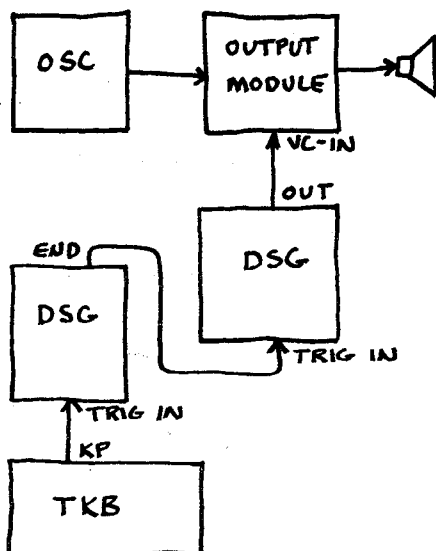 OSC
OUTPUT
MODULE
VC-IN
OUT
DSG
TRIG IN
END
DSG
TRIG IN
KP
TKB